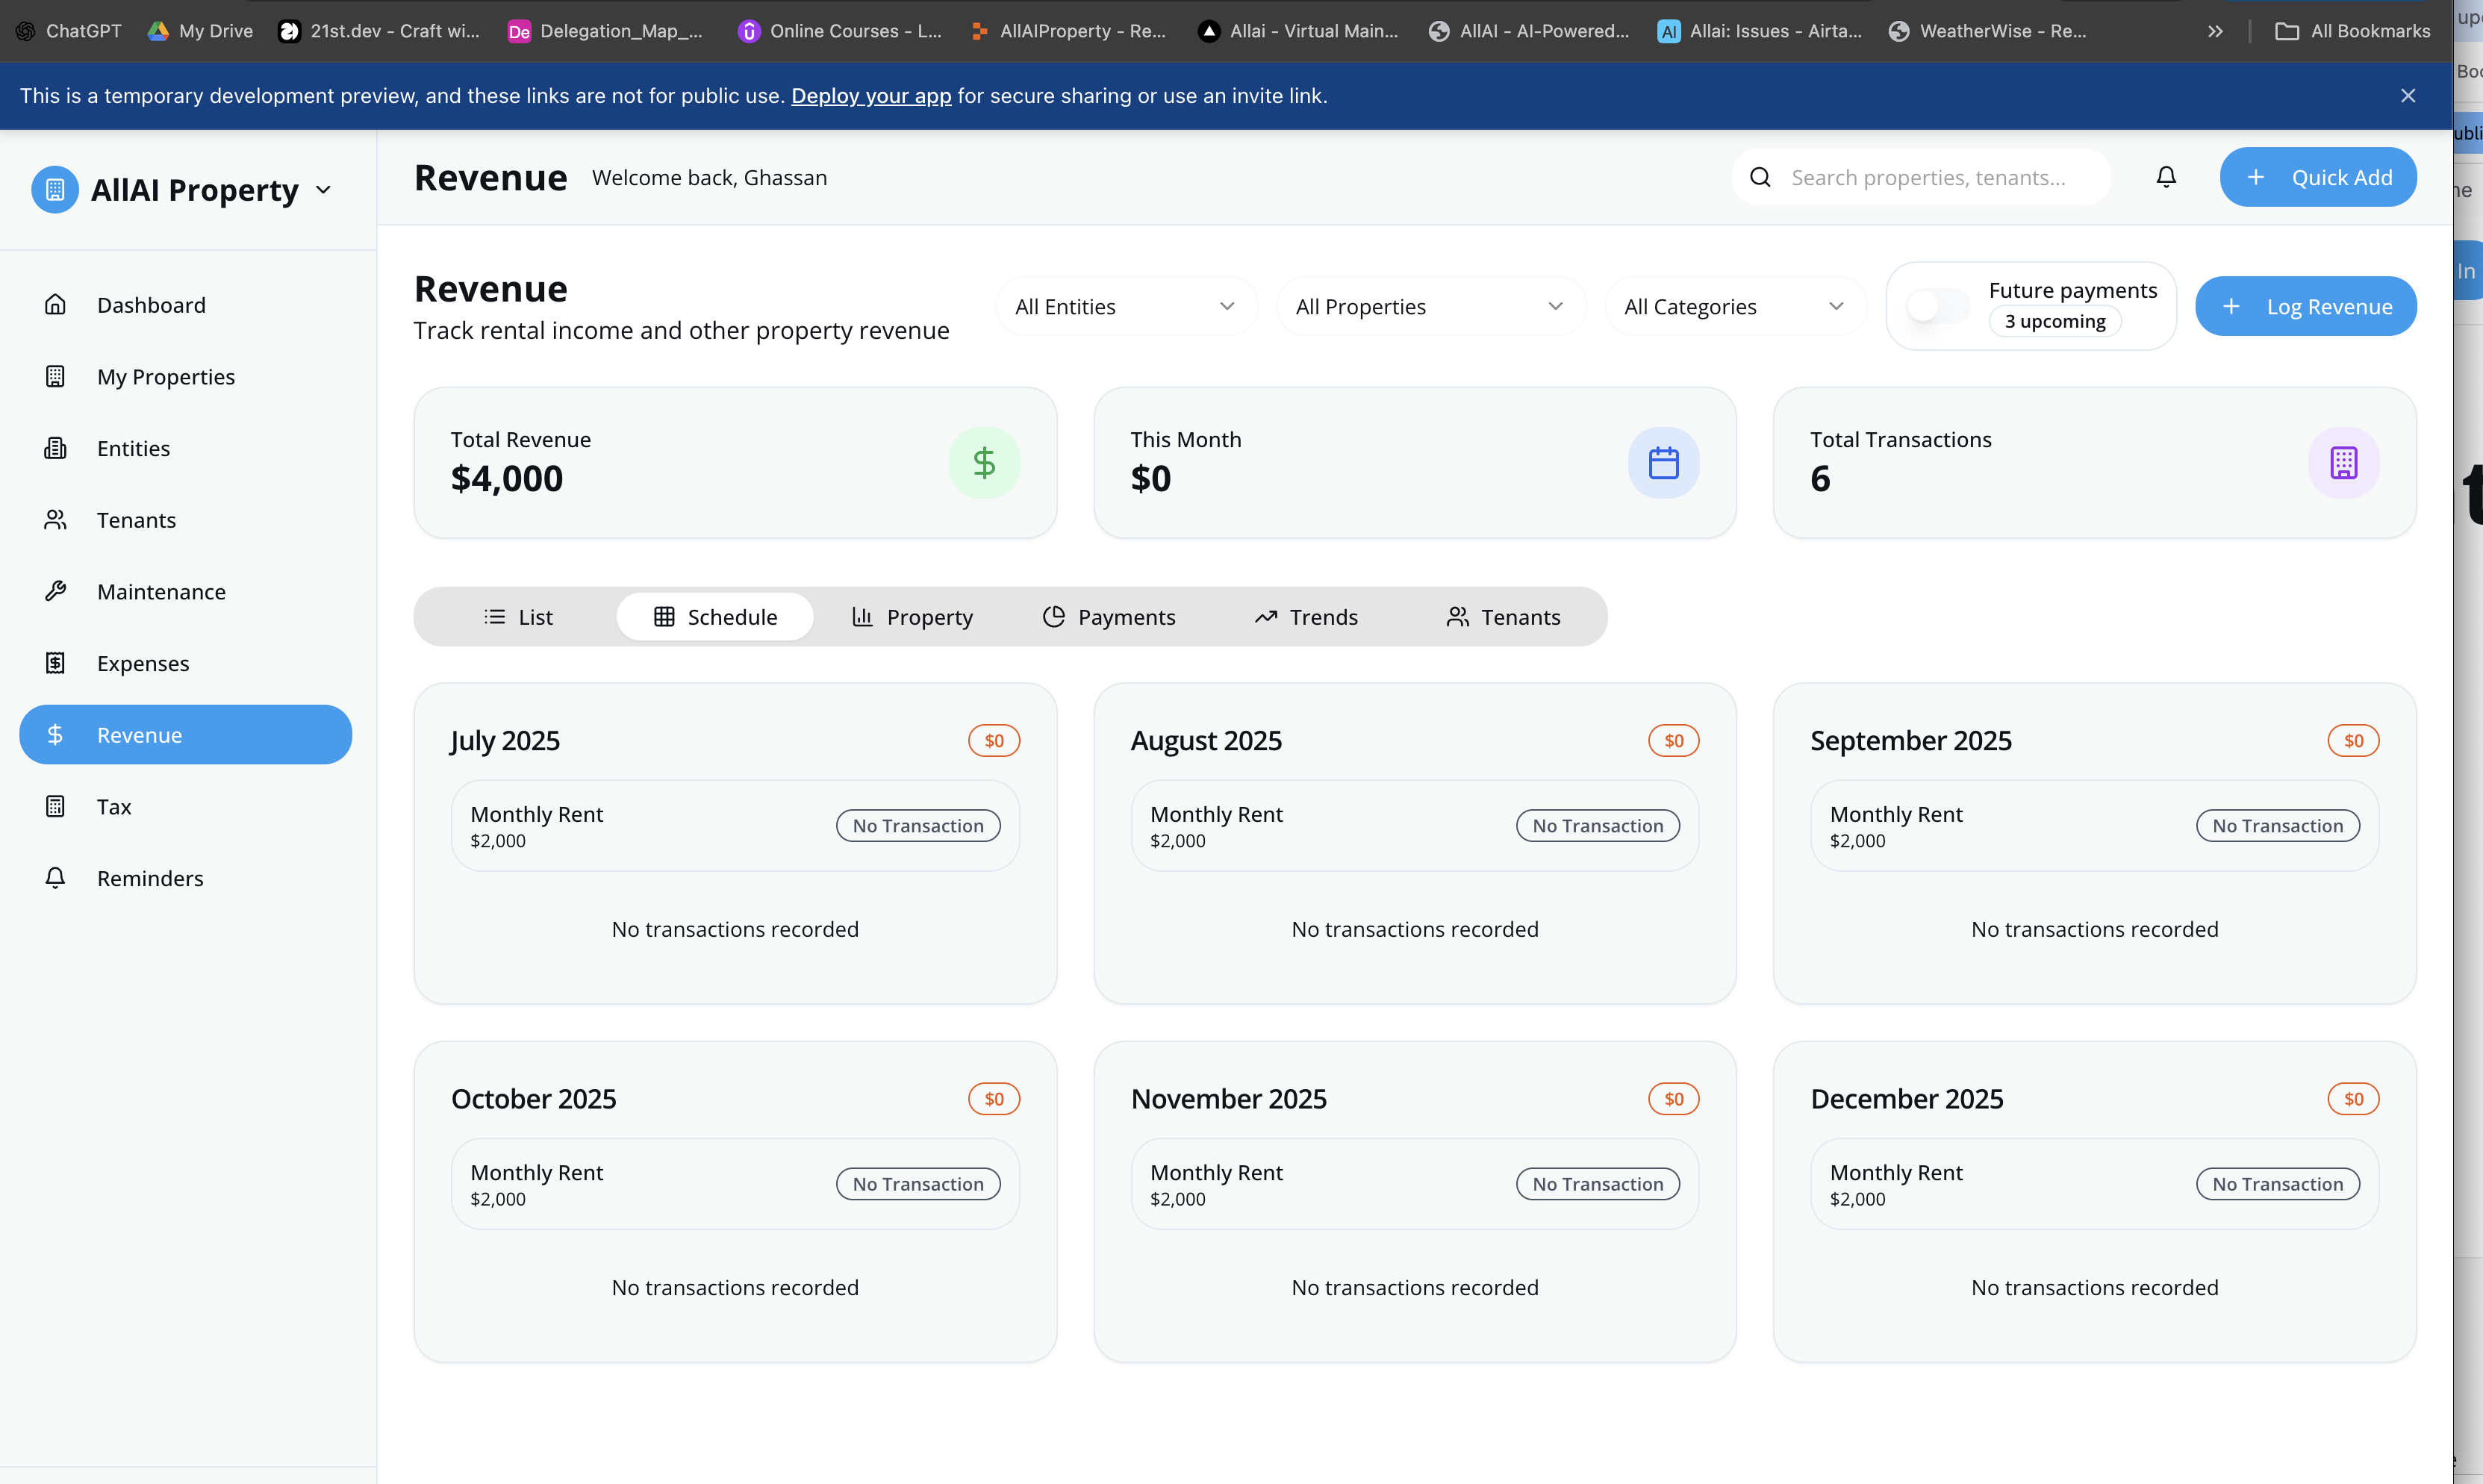 ChatGPT
My Drive
21st.dev - Craft wi...
Delegation_Map_...
Online Courses - L...
AllAIProperty - Re...
Allai - Virtual Main...
AllAI - AI-Powered...
Allai: Issues - Airta...
WeatherWise - Re...
All Bookmarks
This is a temporary development preview, and these links are not for public use. Deploy your app for secure sharing or use an invite link.
AllAI Property
Revenue
Welcome back, Ghassan
Search properties, tenants...
Quick Add
Dashboard
My Properties
Entities
Tenants
Maintenance
Expenses
Revenue
Tax
Reminders
Revenue
Track rental income and other property revenue
All Entities
All Properties
All Categories
Future payments
3 upcoming
Log Revenue
Total Revenue
$4,000
This Month
$0
Total Transactions
6
List
Schedule
Property
Payments
Trends
Tenants
July 2025
$0
Monthly Rent
$2,000
No Transaction
No transactions recorded
August 2025
$0
Monthly Rent
$2,000
No Transaction
No transactions recorded
September 2025
$0
Monthly Rent
$2,000
No Transaction
No transactions recorded
October 2025
$0
Monthly Rent
$2,000
No Transaction
No transactions recorded
November 2025
$0
Monthly Rent
$2,000
No Transaction
No transactions recorded
December 2025
$0
Monthly Rent
$2,000
No Transaction
No transactions recorded